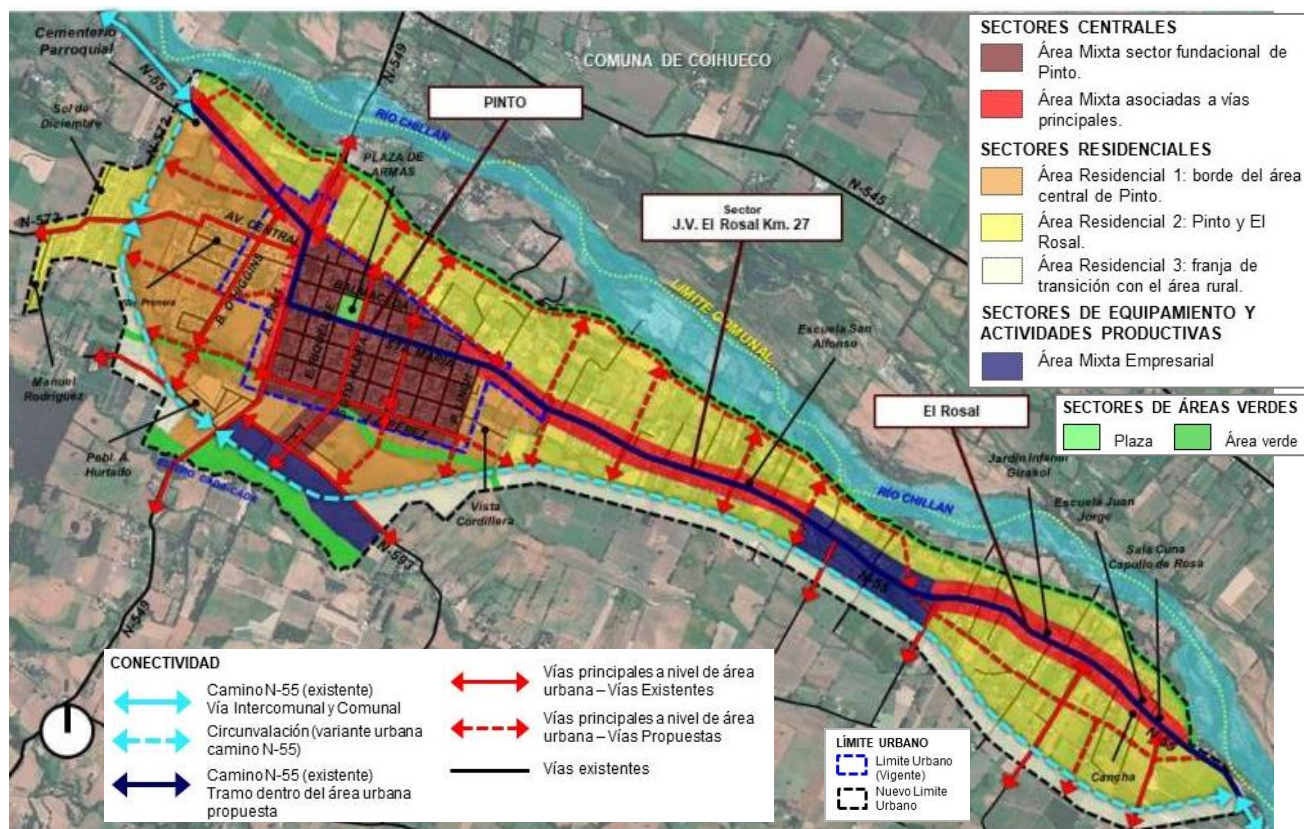 Cementerio
Parroquial
N-55
N-549
COMUNA DE COIHUECO
Sol de
Diciembre
N-572
PINTO
RÍO CHILLAN
PLAZA DE
ARMAS
N-545
N-572
AV. CENTRAL
B. O'HIGGINS
Sector
J.V. El Rosal Km. 27
LIMITE COMUNAL
Escuela San
Alfonso
Manuel
Rodríguez
Pobl. A.
Hurtado
Vista
Cordillera
N-593
N-549
El Rosal
RÍO CHILLAN
Jardín Infantil
Girasol
Escuela Juan
Jorge
Sala Cuna
Capullo de Rosa
N-55
N-55
Cancha
SECTORES CENTRALES
Área Mixta sector fundacional de
Pinto.
Área Mixta asociadas a vías
principales.
SECTORES RESIDENCIALES
Área Residencial 1: borde del área
central de Pinto.
Área Residencial 2: Pinto y El
Rosal.
Área Residencial 3: franja de
transición con el área rural.
SECTORES DE EQUIPAMIENTO Y
ACTIVIDADES PRODUCTIVAS
Área Mixta Empresarial
SECTORES DE ÁREAS VERDES
Plaza
Área verde
CONECTIVIDAD
Camino N-55 (existente)
Vía Intercomunal y Comunal
Circunvalación (variante urbana
camino N-55)
Camino N-55 (existente)
Tramo dentro del área urbana
propuesta
Vías principales a nivel de área
urbana – Vías Existentes
Vías principales a nivel de área
urbana – Vías Propuestas
Vías existentes
LÍMITE URBANO
Limite Urbano
(Vigente)
Nuevo Limite
Urbano